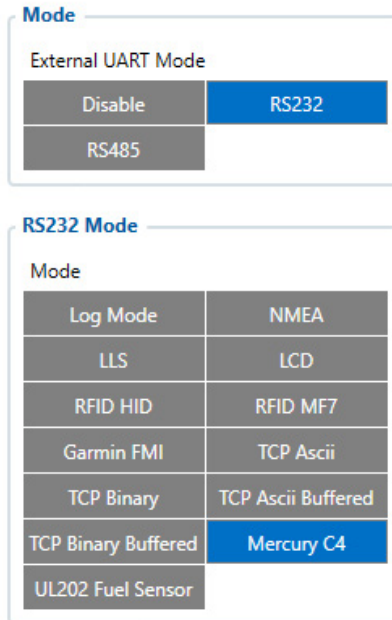 Mode
External UART Mode
Disable RS232
RS485
RS232 Mode
Mode
Log Mode NMEA
LLS LCD
RFID HID RFID MF7
Garmin FMI TCP Ascii
TCP Binary TCP Ascii Buffered
TCP Binary Buffered Mercury C4
UL202 Fuel Sensor